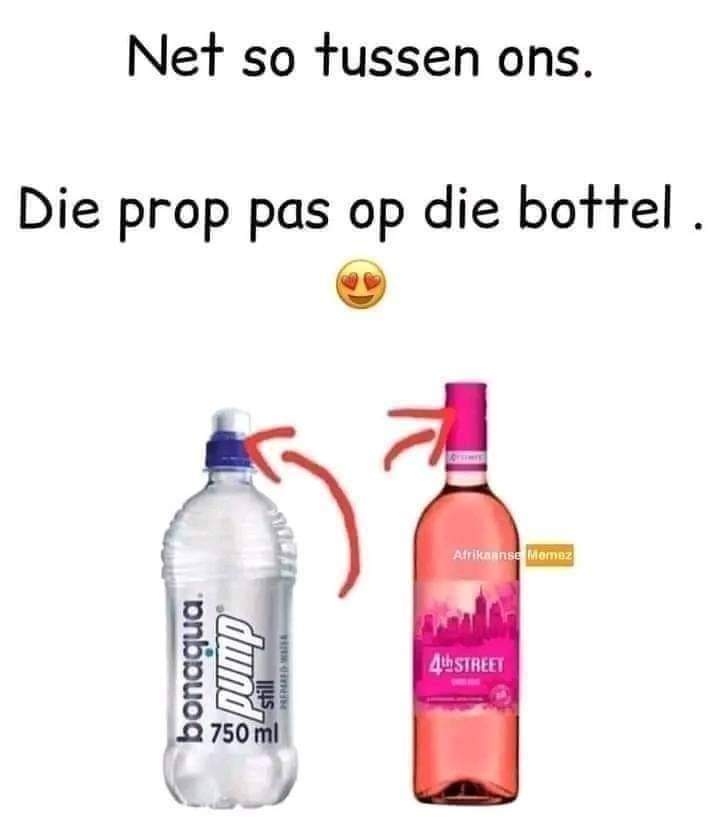 Net so tussen ons.
Die prop pas op die bottel .
Afrikaanse Memez
bonaqua.
pump
still
PREPARED WATER
750 ml
4th STREET